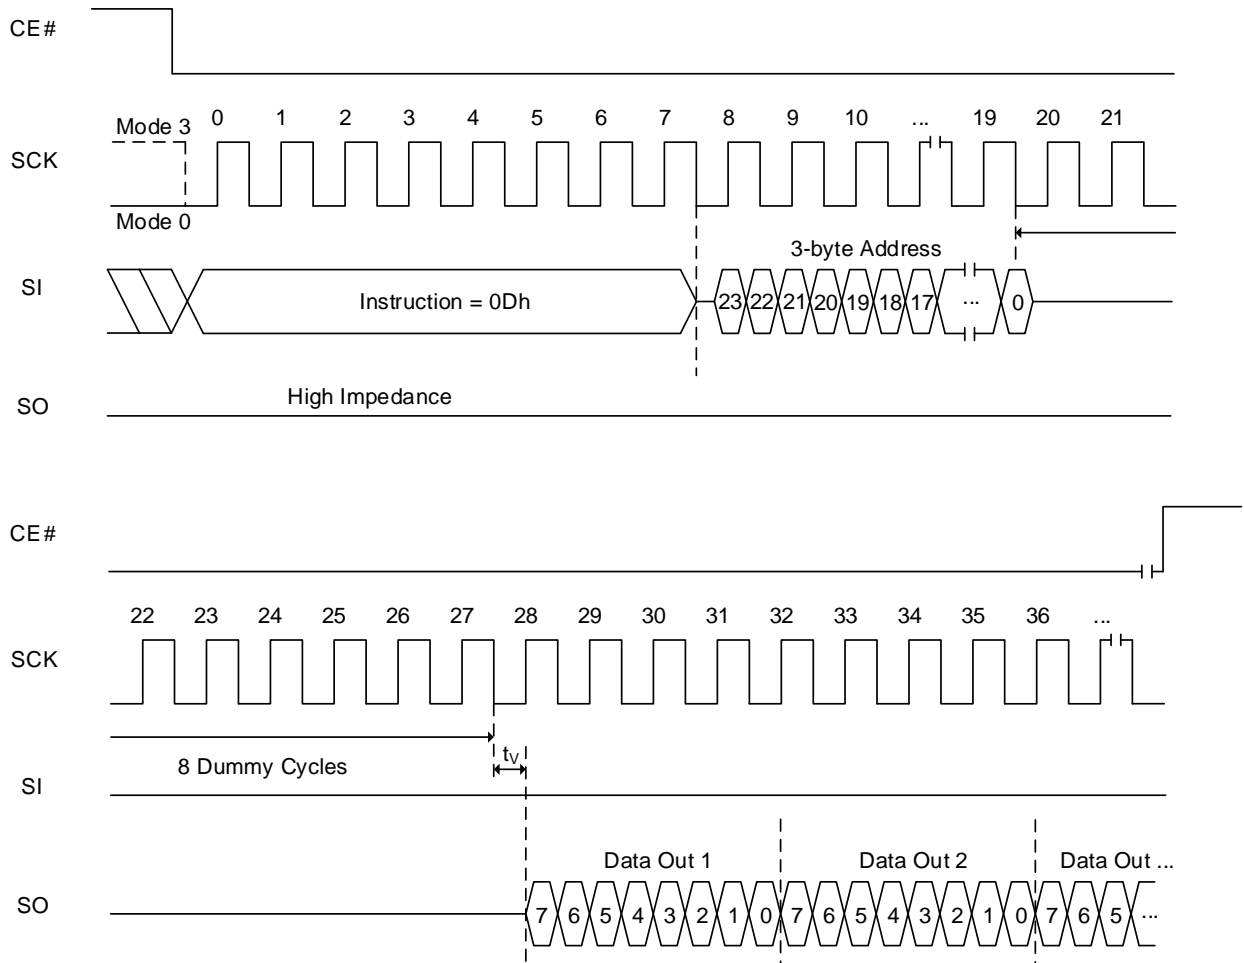 CE#
0 1 2 3 4 5 6 7 8 9 10 ... 19 20 21
Mode 3
SCK
Mode 0
3-byte Address
SI
Instruction = 0Dh
23 22 21 20 19 18 17 ... 0
High Impedance
SO
CE#
22 23 24 25 26 27 28 29 30 31 32 33 34 35 36 ...
SCK
tV
8 Dummy Cycles
SI
Data Out 1 Data Out 2 Data Out ...
SO
7 6 5 4 3 2 1 0 7 6 5 4 3 2 1 0 7 6 5 ...